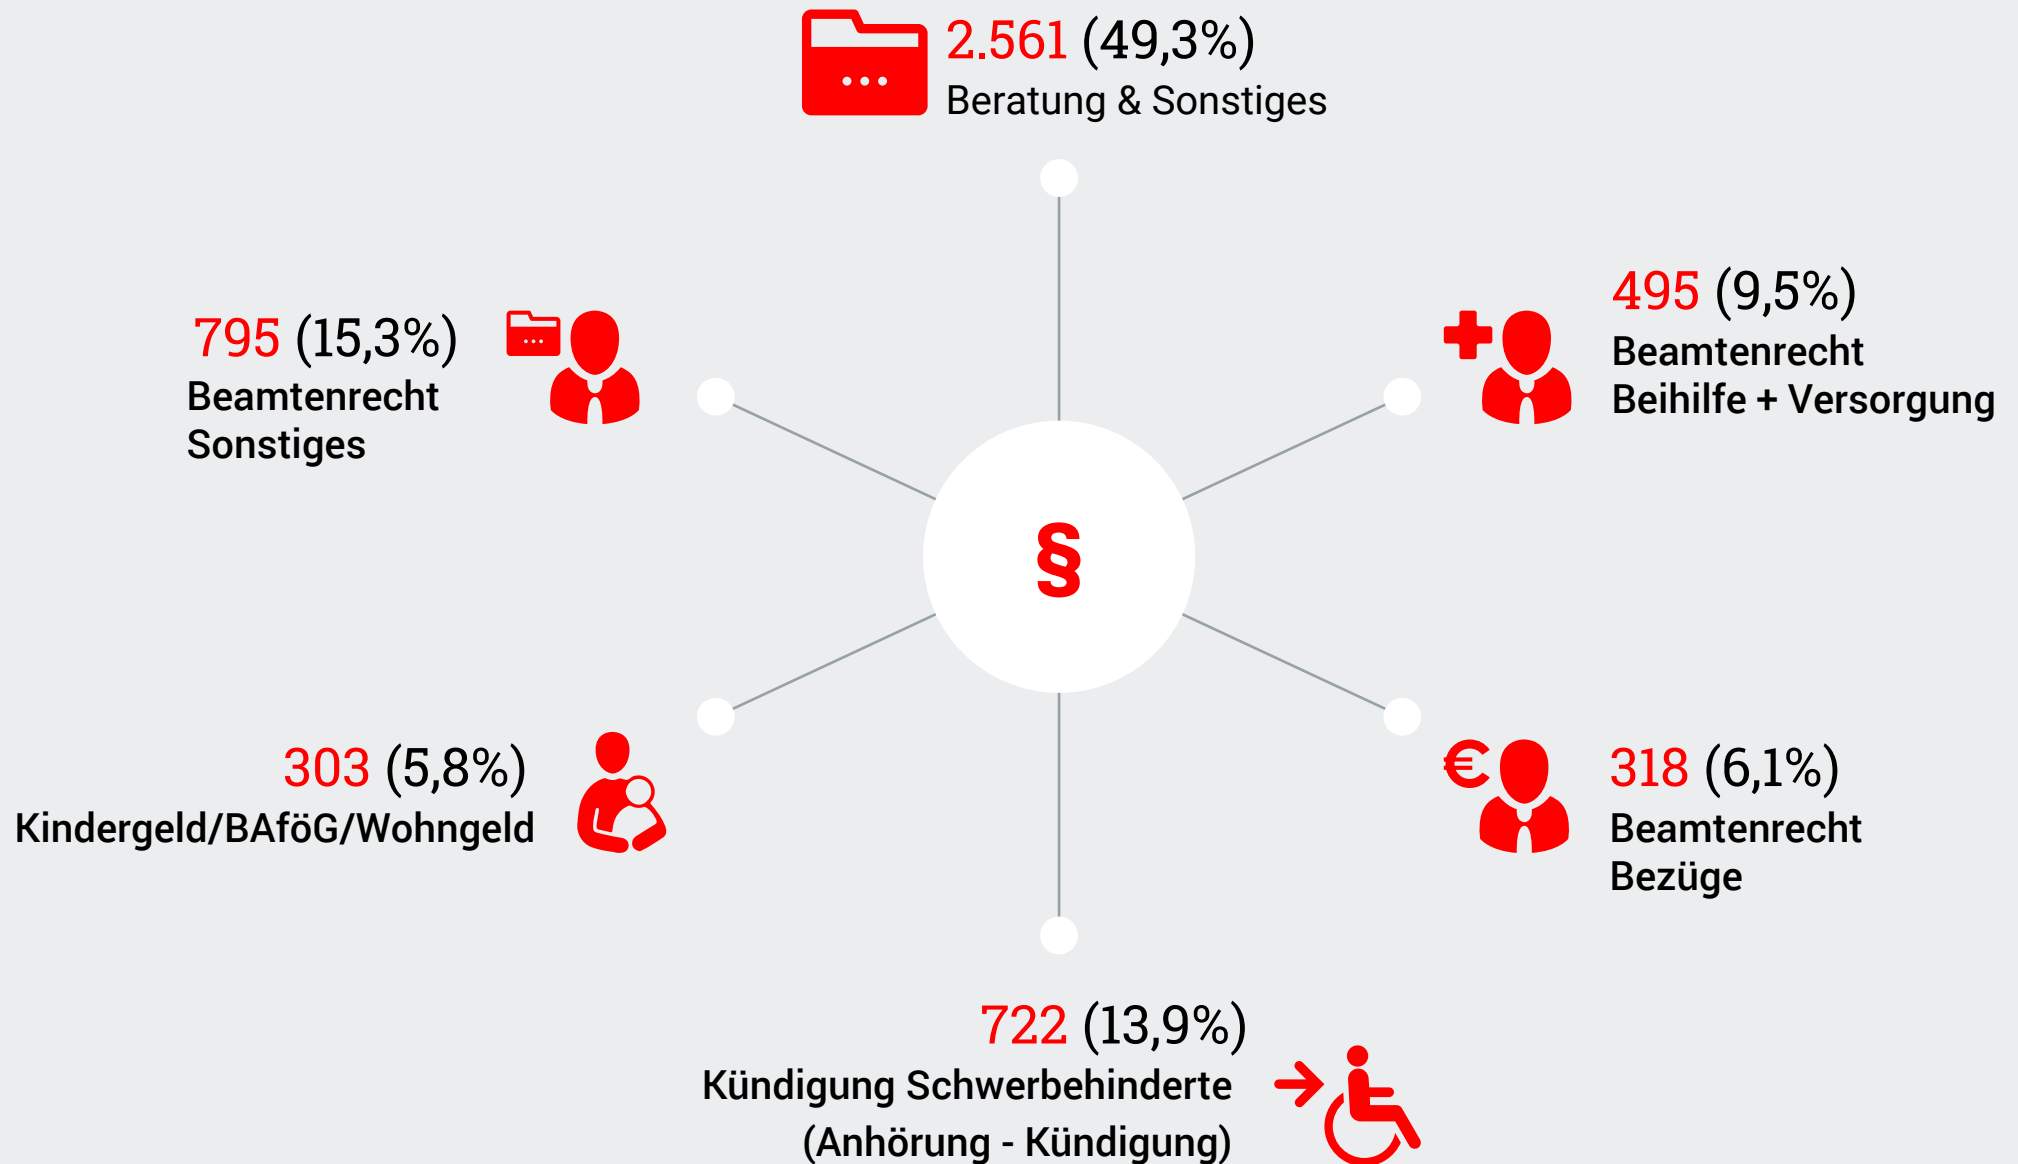 2.561 (49,3%)
Beratung & Sonstiges
495 (9,5%)
Beamtenrecht
Beihilfe + Versorgung
795 (15,3%)
Beamtenrecht
Sonstiges
§
303 (5,8%)
Kindergeld/BAföG/Wohngeld
€
318 (6,1%)
Beamtenrecht
Bezüge
722 (13,9%)
Kündigung Schwerbehinderte
(Anhörung - Kündigung)